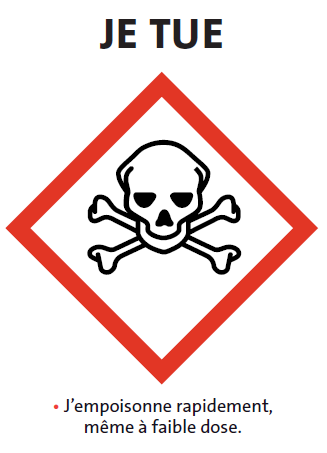 JE TUE
• J’empoisonne rapidement,
même à faible dose.